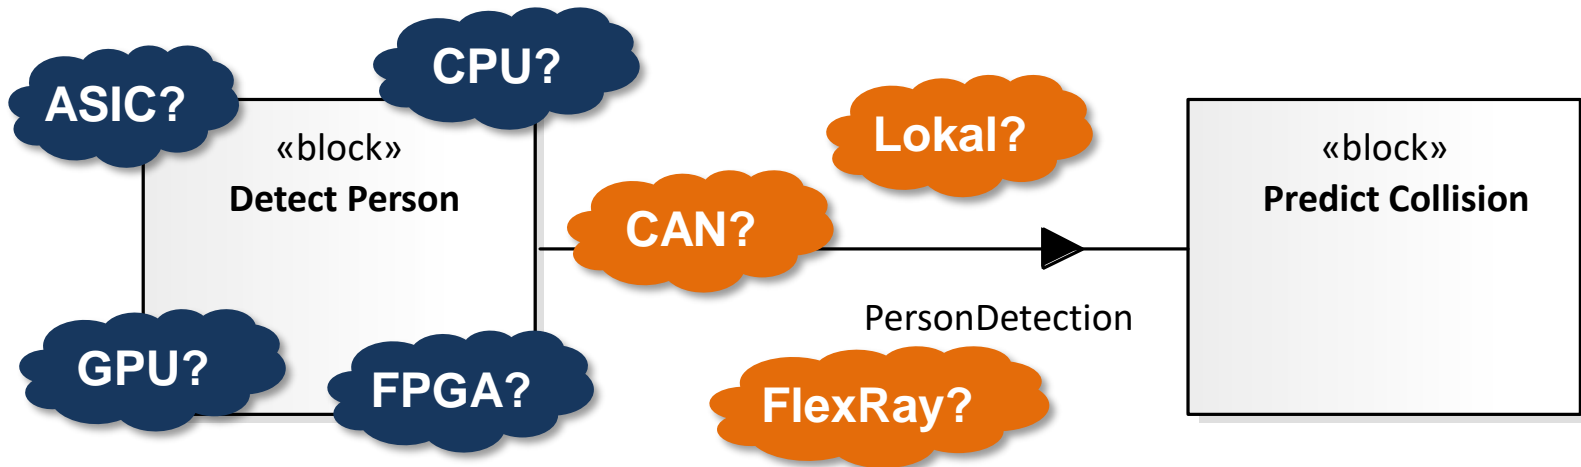 CPU?
ASIC?
«block»
Detect Person
GPU?
FPGA?
Lokal?
CAN?
PersonDetection
FlexRay?
«block»
Predict Collision